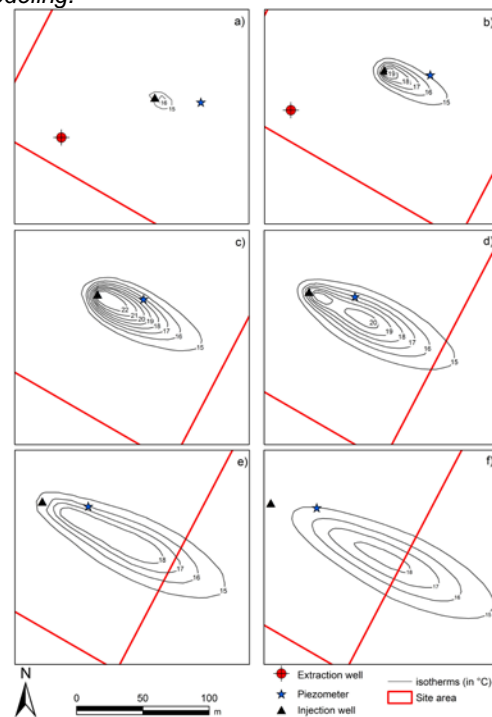 odeling.
a)
16
15
b)
19
18
17
16
15
c)
22
21
20
19
18
17
16
15
d)
20
19
18
17
16
15
e)
18
17
16
15
f)
17
16
15
N
0 50 100
m
Extraction well
Piezometer
Injection well
isotherms (in °C)
Site area